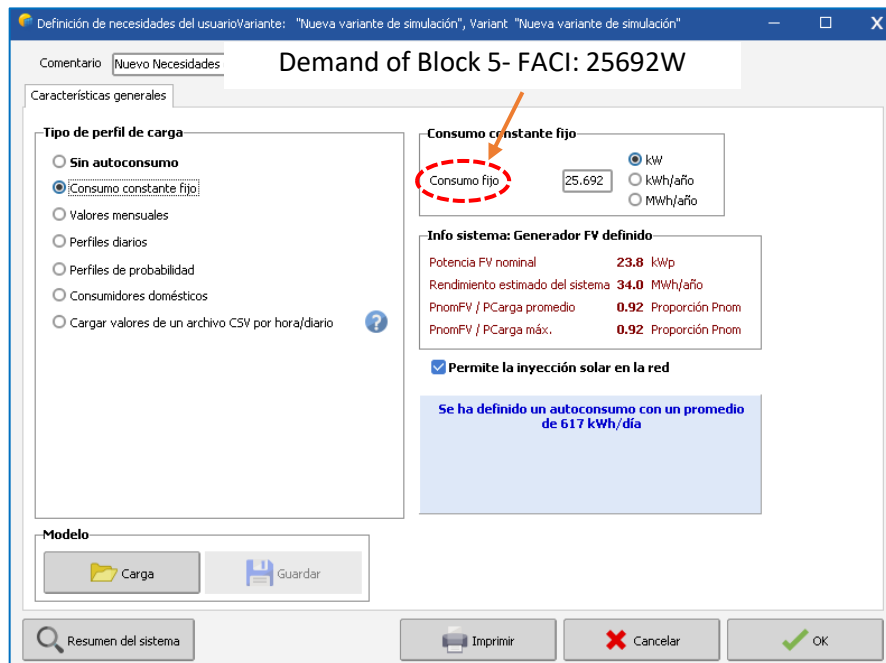 Definición de necesidades del usuarioVariante: "Nueva variante de simulación", Variant "Nueva variante de simulación"
Comentario Nuevo Necesidades
Demand of Block 5- FACI: 25692W
Características generales
Tipo de perfil de carga
Sin autoconsumo
Consumo constante fijo
Valores mensuales
Perfiles diarios
Perfiles de probabilidad
Consumidores domésticos
Cargar valores de un archivo CSV por hora/diario
?
Consumo constante fijo
Consumo fijo 25.692
kW
kWh/año
MWh/año
Info sistema: Generador FV definido
Potencia FV nominal 23.8 kWp
Rendimiento estimado del sistema 34.0 MWh/año
PnomFV / PCarga promedio 0.92 Proporción Pnom
PnomFV / PCarga máx. 0.92 Proporción Pnom
Permite la inyección solar en la red
Se ha definido un autoconsumo con un promedio
de 617 kWh/día
Modelo
Carga
Guardar
Resumen del sistema
Imprimir
Cancelar
OK